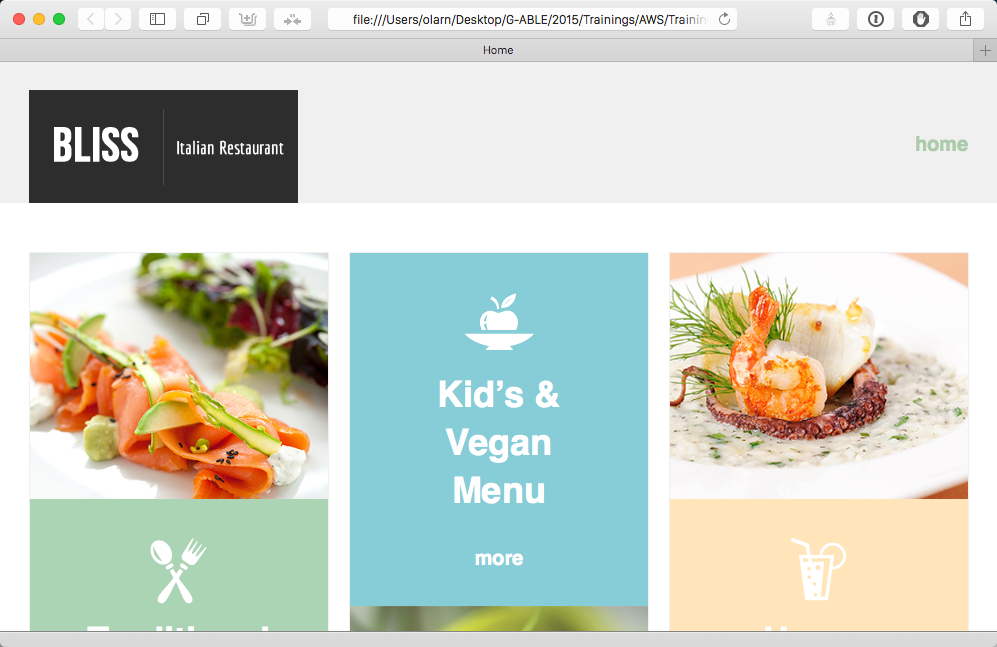 file:///Users/olarn/Desktop/G-ABLE/2015/Trainings/AWS/Trainin
Home
BLISS
Italian Restaurant
home
Kid’s &
Vegan
Menu
more